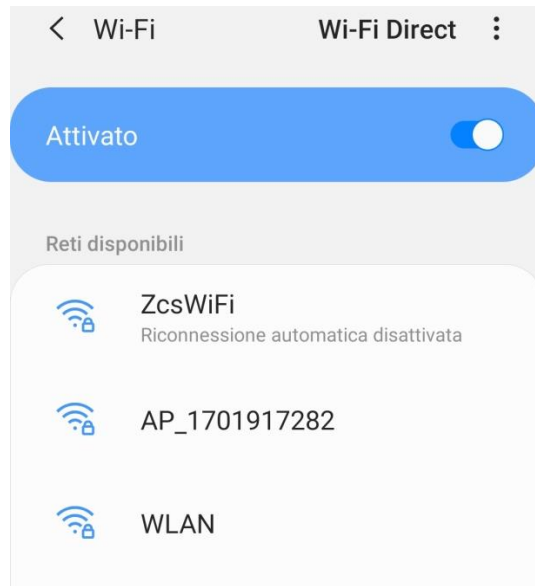 Wi-Fi Wi-Fi Direct
Attivato
Reti disponibili
ZcsWiFi
Riconnessione automatica disattivata
AP_1701917282
WLAN